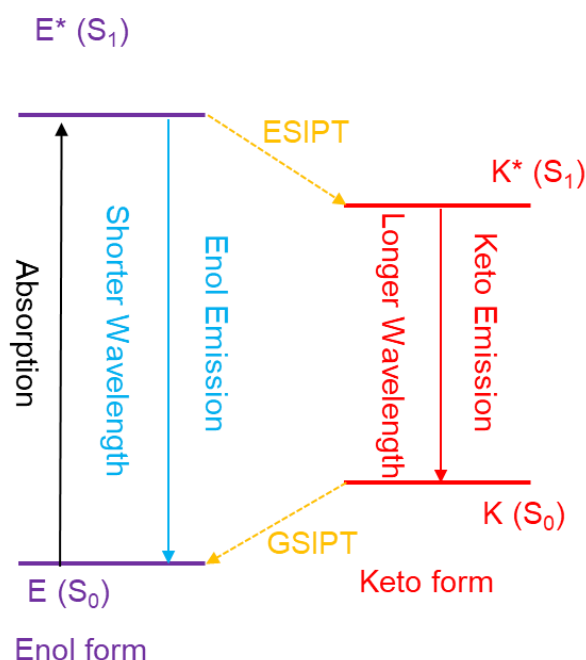 E* (S₁)
ESIPT
K* (S₁)
Absorption
Shorter Wavelength
Enol Emission
Longer Wavelength
Keto Emission
K (S₀)
GSIPT
E (S₀)
Keto form
Enol form